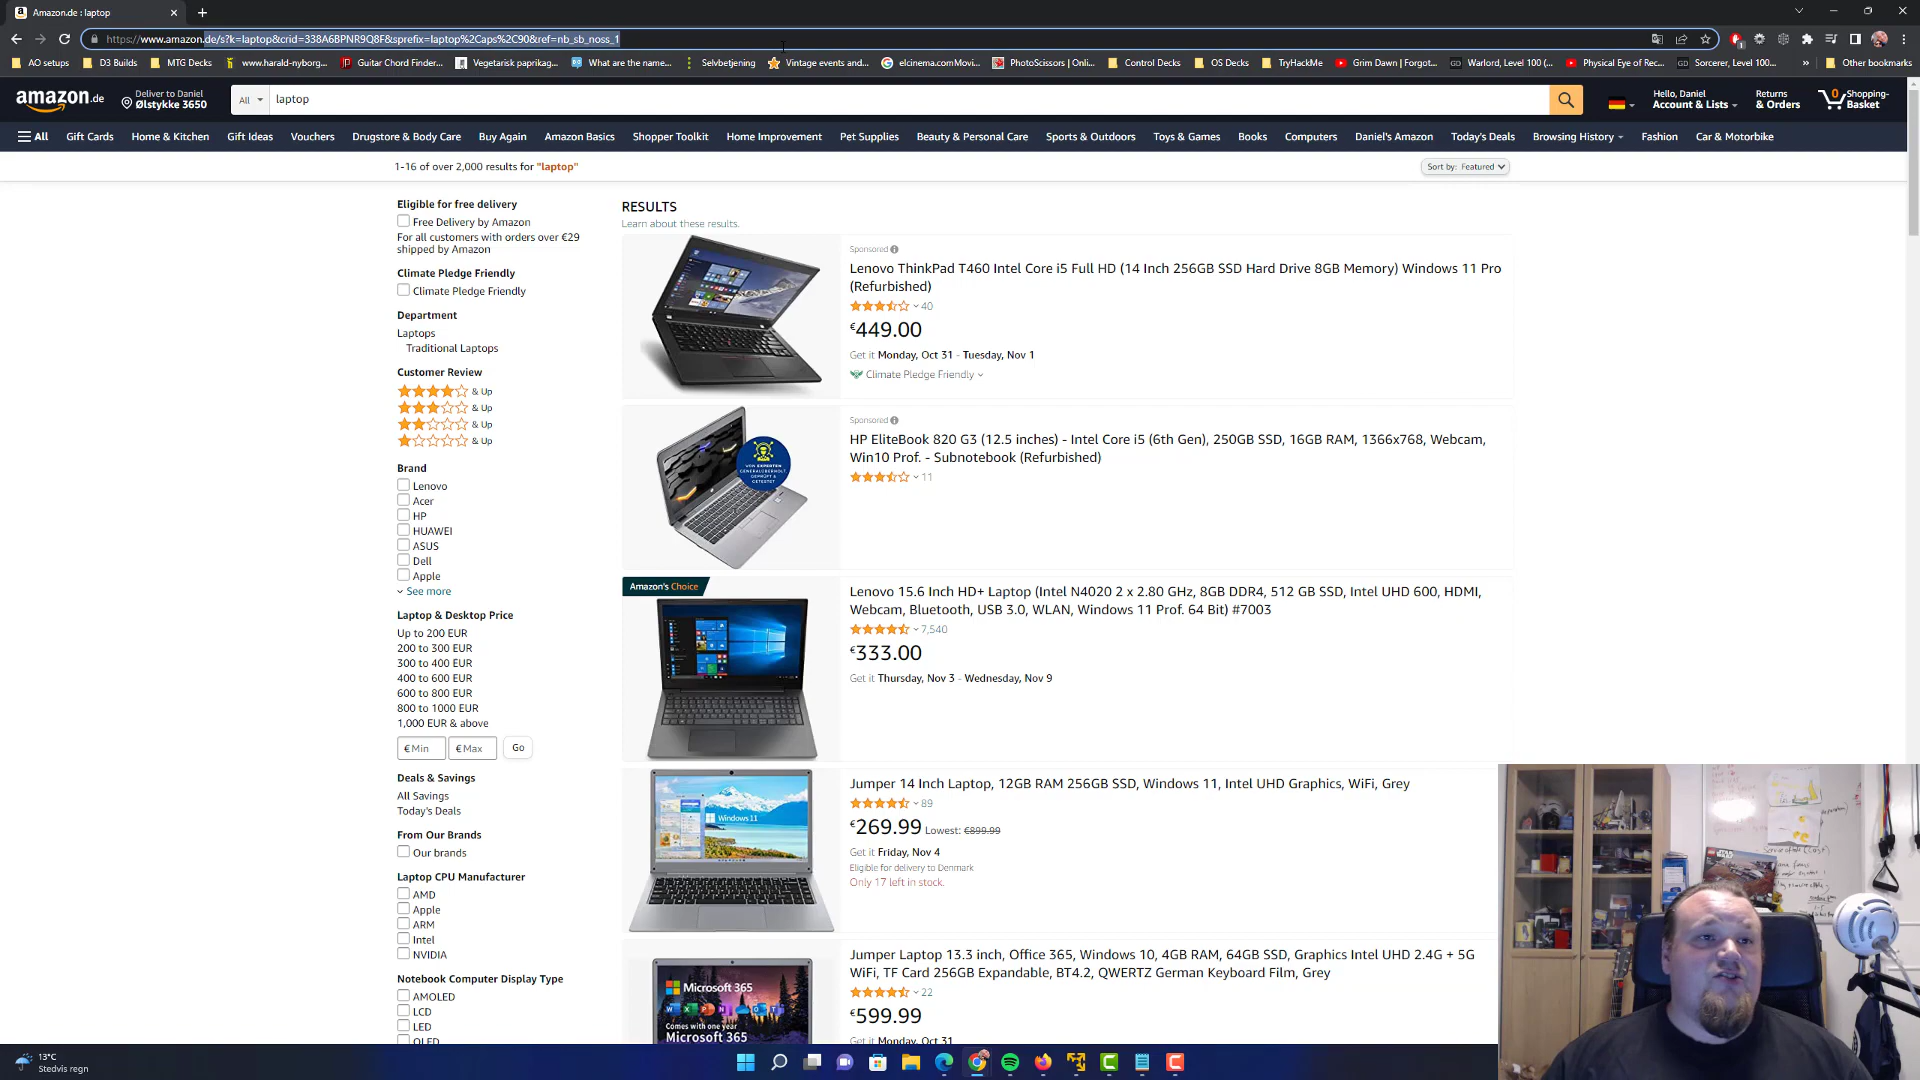 Amazon.de : laptop
https://www.amazon.de/s?k=laptop&crid=338A6BPNR9Q8F&sprefix=laptop%2Caps%2C90&ref=nb_sb_noss_1
AO setups
D3 Builds
MTG Decks
www.harald-nyborg...
Guitar Chord Finder...
Vegetarisk paprikag...
What are the name...
Selvbetjening
Vintage events and...
elcinema.comMovi...
PhotoScissors | Onli...
Control Decks
OS Decks
TryHackMe
Grim Dawn | Forgot...
Warlord, Level 100 (...
Physical Eye of Rec...
Sorcerer, Level 100...
Other bookmarks
amazon.de
Deliver to Daniel
Ølstykke 3650
All
laptop
Hello, Daniel
Account & Lists
Returns
& Orders
0
Shopping-
Basket
All
Gift Cards
Home & Kitchen
Gift Ideas
Vouchers
Drugstore & Body Care
Buy Again
Amazon Basics
Shopper Toolkit
Home Improvement
Pet Supplies
Beauty & Personal Care
Sports & Outdoors
Toys & Games
Books
Computers
Daniel's Amazon
Today's Deals
Browsing History
Fashion
Car & Motorbike
1-16 of over 2,000 results for "laptop"
Sort by: Featured
Eligible for free delivery
Free Delivery by Amazon
For all customers with orders over €29
shipped by Amazon
Climate Pledge Friendly
Climate Pledge Friendly
Department
Laptops
Traditional Laptops
Customer Review
& Up
& Up
& Up
& Up
Brand
Lenovo
Acer
HP
HUAWEI
ASUS
Dell
Apple
See more
Laptop & Desktop Price
Up to 200 EUR
200 to 300 EUR
300 to 400 EUR
400 to 600 EUR
600 to 800 EUR
800 to 1000 EUR
1,000 EUR & above
€ Min
€ Max
Go
Deals & Savings
All Savings
Today's Deals
From Our Brands
Our brands
Laptop CPU Manufacturer
AMD
Apple
ARM
Intel
NVIDIA
Notebook Computer Display Type
AMOLED
LCD
LED
OLED
RESULTS
Learn about these results.
Sponsored
Lenovo ThinkPad T460 Intel Core i5 Full HD (14 Inch 256GB SSD Hard Drive 8GB Memory) Windows 11 Pro
(Refurbished)
40
€449.00
Get it Monday, Oct 31 - Tuesday, Nov 1
Climate Pledge Friendly
VON EXPERTEN
GENERALÜBERHOLT
GEPRÜFT &
GETESTET
Sponsored
HP EliteBook 820 G3 (12.5 inches) - Intel Core i5 (6th Gen), 250GB SSD, 16GB RAM, 1366x768, Webcam,
Win10 Prof. - Subnotebook (Refurbished)
11
Amazon's Choice
Lenovo 15.6 Inch HD+ Laptop (Intel N4020 2 x 2.80 GHz, 8GB DDR4, 512 GB SSD, Intel UHD 600, HDMI,
Webcam, Bluetooth, USB 3.0, WLAN, Windows 11 Prof. 64 Bit) #7003
7,540
€333.00
Get it Thursday, Nov 3 - Wednesday, Nov 9
Windows 11
Jumper 14 Inch Laptop, 12GB RAM 256GB SSD, Windows 11, Intel UHD Graphics, WiFi, Grey
89
€269.99 Lowest: €899.99
Get it Friday, Nov 4
Eligible for delivery to Denmark
Only 17 left in stock.
Microsoft 365
Comes with one year
Microsoft 365
Jumper Laptop 13.3 inch, Office 365, Windows 10, 4GB RAM, 64GB SSD, Graphics Intel UHD 2.4G + 5G
WiFi, TF Card 256GB Expandable, BT4.2, QWERTZ German Keyboard Film, Grey
22
€599.99
Get it Monday, Oct 31
13°C
Stedvis regn